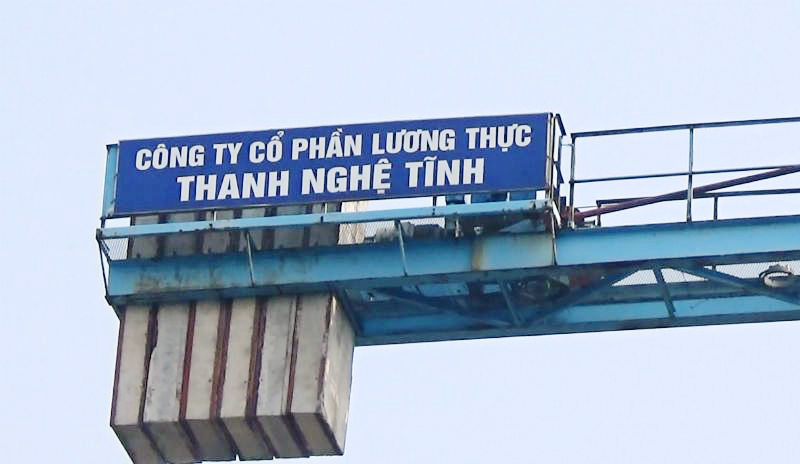 CÔNG TY CỔ PHẦN LƯƠNG THỰC
THANH NGHỆ TĨNH